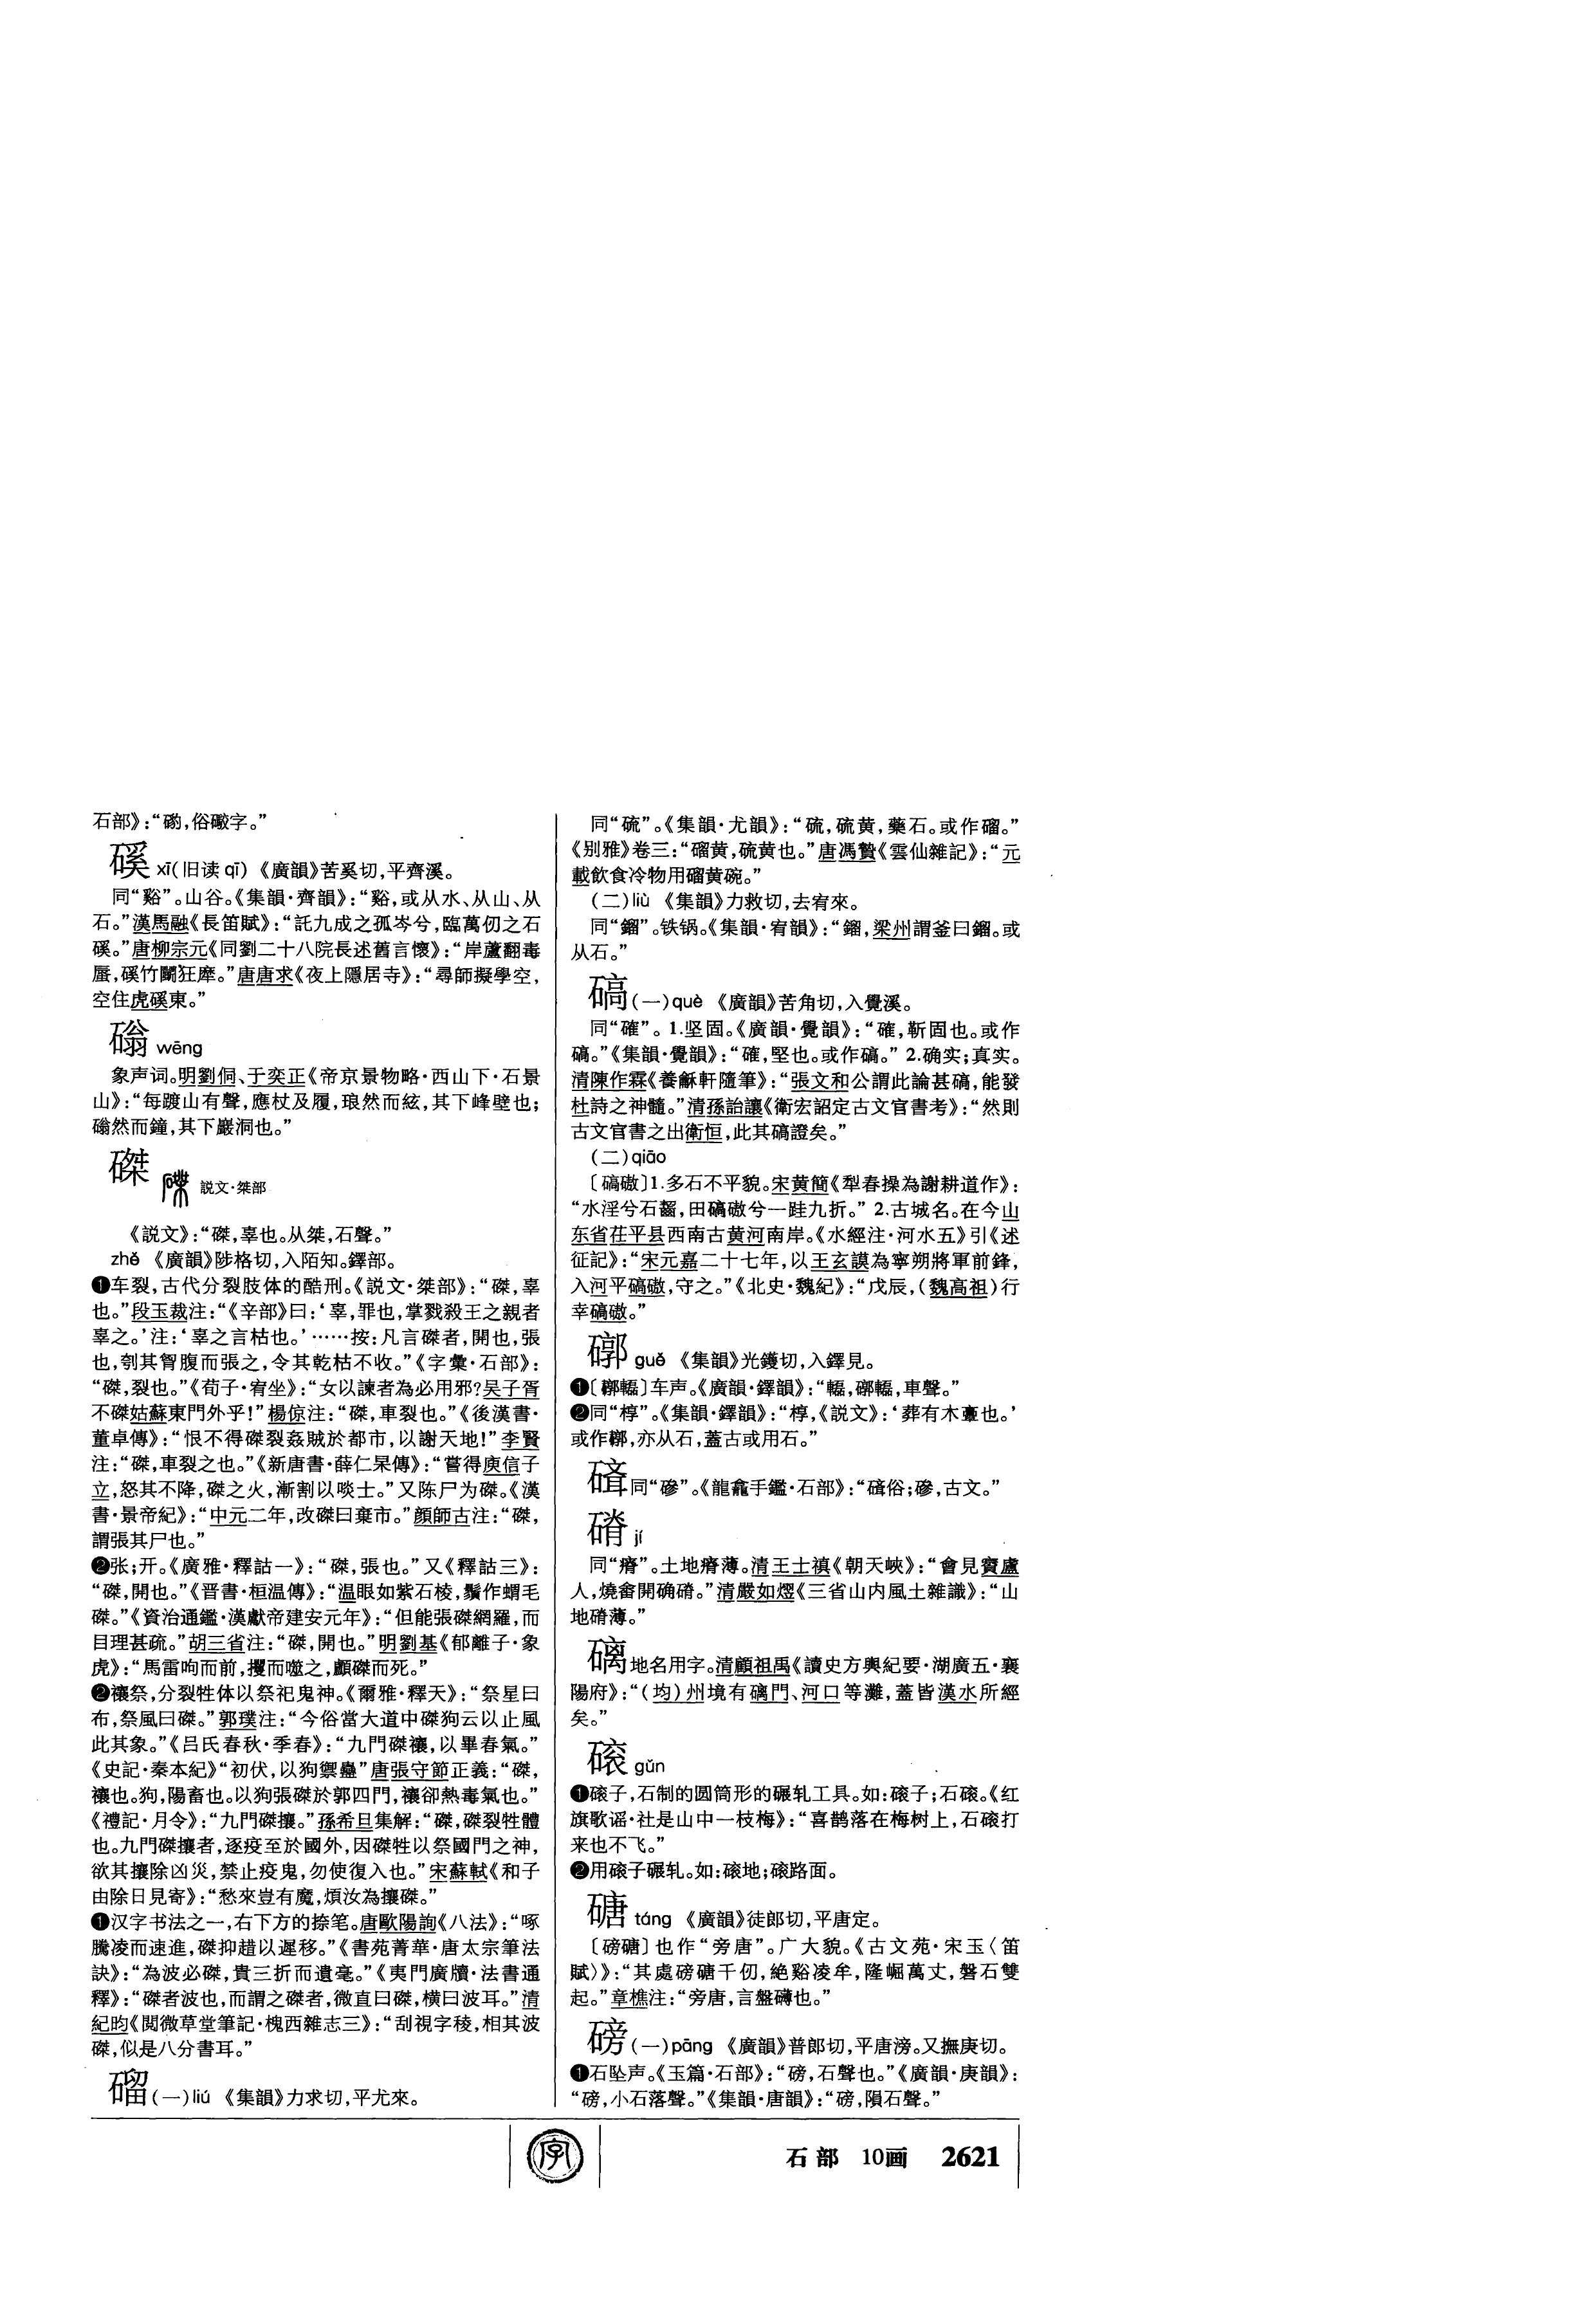 石部》：“䂪，俗礉字。”
磎 xī（旧读 qī） 《廣韻》苦奚切，平齊溪。
同“谿”。山谷。《集韻·齊韻》：“谿，或从水、从山、从
石。”漢馬融《長笛賦》：“託九成之孤岑兮，臨萬仞之石
磎。”唐柳宗元《同劉二十八院長述舊言懷》：“岸蘆翻毒
蜃，磎竹鬭狂犘。”唐唐求《夜上隱居寺》：“尋師擬學空，
空住虎磎東。”
䃔 wēng
象声词。明劉侗、于奕正《帝京景物略·西山下·石景
山》：“每踱山有聲，應杖及履，琅然而絃，其下峰壁也；
䃔然而鐘，其下巖洞也。”
磔 説文·桀部
《説文》：“磔，辜也。从桀，石聲。”
zhé 《廣韻》陟格切，入陌知。鐸部。
❶车裂，古代分裂肢体的酷刑。《説文·桀部》：“磔，辜
也。”段玉裁注：“《辛部》曰：‘辜，罪也，掌戮殺王之親者
辜之。’注：‘辜之言枯也。’……按：凡言磔者，開也，張
也，刳其胷腹而張之，令其乾枯不收。”《字彙·石部》：
“磔，裂也。”《荀子·宥坐》：“女以諫者為必用邪？吴子胥
不磔姑蘇東門外乎！”楊倞注：“磔，車裂也。”《後漢書·
董卓傳》：“恨不得磔裂姦賊於都市，以謝天地！”李賢
注：“磔，車裂之也。”《新唐書·薛仁杲傳》：“嘗得庾信子
立，怒其不降，磔之火，漸割以啖士。”又陈尸为磔。《漢
書·景帝紀》：“中元二年，改磔曰棄市。”顔師古注：“磔，
謂張其尸也。”
❷张；开。《廣雅·釋詁一》：“磔，張也。”又《釋詁三》：
“磔，開也。”《晋書·桓温傳》：“温眼如紫石棱，鬚作蝟毛
磔。”《資治通鑑·漢獻帝建安元年》：“但能張磔網羅，而
目理甚疏。”胡三省注：“磔，開也。”明劉基《郁離子·象
虎》：“馬雷呴而前，攫而噬之，顱磔而死。”
❷禳祭，分裂牲体以祭祀鬼神。《爾雅·釋天》：“祭星曰
布，祭風曰磔。”郭璞注：“今俗當大道中磔狗云以止風
此其象。”《吕氏春秋·季春》：“九門磔禳，以畢春氣。”
《史記·秦本紀》“初伏，以狗禦蠱”唐張守節正義：“磔，
禳也。狗，陽畜也。以狗張磔於郭四門，禳卻熱毒氣也。”
《禮記·月令》：“九門磔攘。”孫希旦集解：“磔，磔裂牲體
也。九門磔攘者，逐疫至於國外，因磔牲以祭國門之神，
欲其攘除凶災，禁止疫鬼，勿使復入也。”宋蘇軾《和子
由除日見寄》：“愁來豈有魔，煩汝為攘磔。”
❶汉字书法之一，右下方的捺笔。唐歐陽詢《八法》：“啄
騰凌而速進，磔抑趞以遲移。”《書苑菁華·唐太宗筆法
訣》：“為波必磔，貴三折而遺毫。”《夷門廣牘·法書通
釋》：“磔者波也，而謂之磔者，微直曰磔，橫曰波耳。”清
紀昀《閲微草堂筆記·槐西雜志三》：“刮視字稜，相其波
磔，似是八分書耳。”
磂（一）liú 《集韻》力求切，平尤來。
同“硫”。《集韻·尤韻》：“硫，硫黄，藥石。或作磂。”
《别雅》卷三：“磂黄，硫黄也。”唐馮贄《雲仙雜記》：“元
載飲食冷物用磂黄碗。”
（二）liù 《集韻》力救切，去宥來。
同“鎦”。铁锅。《集韻·宥韻》：“鎦，梁州謂釜曰鎦。或
从石。”
碻（一）què 《廣韻》苦角切，入覺溪。
同“確”。1.坚固。《廣韻·覺韻》：“確，靳固也。或作
碻。”《集韻·覺韻》：“確，堅也。或作碻。” 2.确实；真实。
清陳作霖《養龢軒隨筆》：“張文和公謂此論甚碻，能發
杜詩之神髓。”清孫詒讓《衛宏詔定古文官書考》：“然則
古文官書之出衛恒，此其碻證矣。”
（二）qiāo
〔碻磝〕1.多石不平貌。宋黄簡《犁春操為謝耕道作》：
“水淫兮石齧，田碻磝兮一跬九折。” 2.古城名。在今山
东省茌平县西南古黄河南岸。《水經注·河水五》引《述
征記》：“宋元嘉二十七年，以王玄謨為寧朔將軍前鋒，
入河平碻磝，守之。”《北史·魏紀》：“戊辰，（魏高祖）行
幸碻磝。”
𥕖 guǒ 《集韻》光鑊切，入鐸見。
❶〔𥕖轀〕车声。《廣韻·鐸韻》：“車聲。”
❷同“椁”。《集韻·鐸韻》：“椁，《説文》：‘葬有木𩫏也。’
或作槨，亦从石，蓋古或用石。”
同“磣”。《龍龕手鑑·石部》：“俗；磣，古文。”
磭 jí
同“瘠”。土地瘠薄。清王士禛《朝天峽》：“會見賨盧
人，燒畬開确。”清嚴如熤《三省山内風土雜識》：“山
地薄。”
䃀地名用字。清顧祖禹《讀史方輿紀要·湖廣五·襄
陽府》：“（均）州境有䃀門、河口等灘，蓋皆漢水所經
矣。”
磙 gǔn
❶磙子，石制的圆筒形的碾轧工具。如：磙子；石磙。《红
旗歌谣·社是山中一枝梅》：“喜鹊落在梅树上，石磙打
来也不飞。”
❷用磙子碾轧。如：磙地；磙路面。
磄 táng 《廣韻》徒郎切，平唐定。
〔磅磄〕也作“旁唐”。广大貌。《古文苑·宋玉〈笛
賦〉》：“其處磅磄千仞，絶谿凌牟，隆崛萬丈，磐石雙
起。”章樵注：“旁唐，言盤礴也。”
磅（一）pāng 《廣韻》普郎切，平唐滂。又撫庚切。
❶石坠声。《玉篇·石部》：“磅，石聲也。”《廣韻·庚韻》：
“磅，小石落聲。”《集韻·唐韻》：“磅，隕石聲。”
字
石部 10画 2621